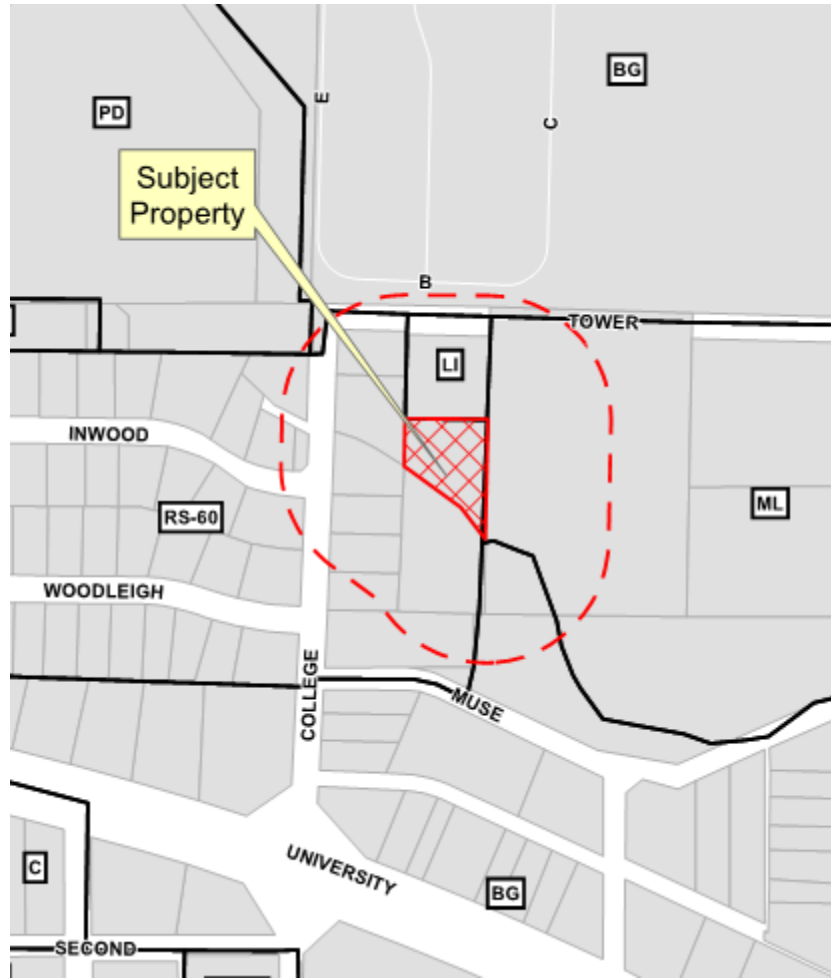 BG
PD
E
C
Subject
Property
B
TOWER
LI
INWOOD
RS-60
ML
WOODLEIGH
COLLEGE
MUSE
UNIVERSITY
C
BG
SECOND